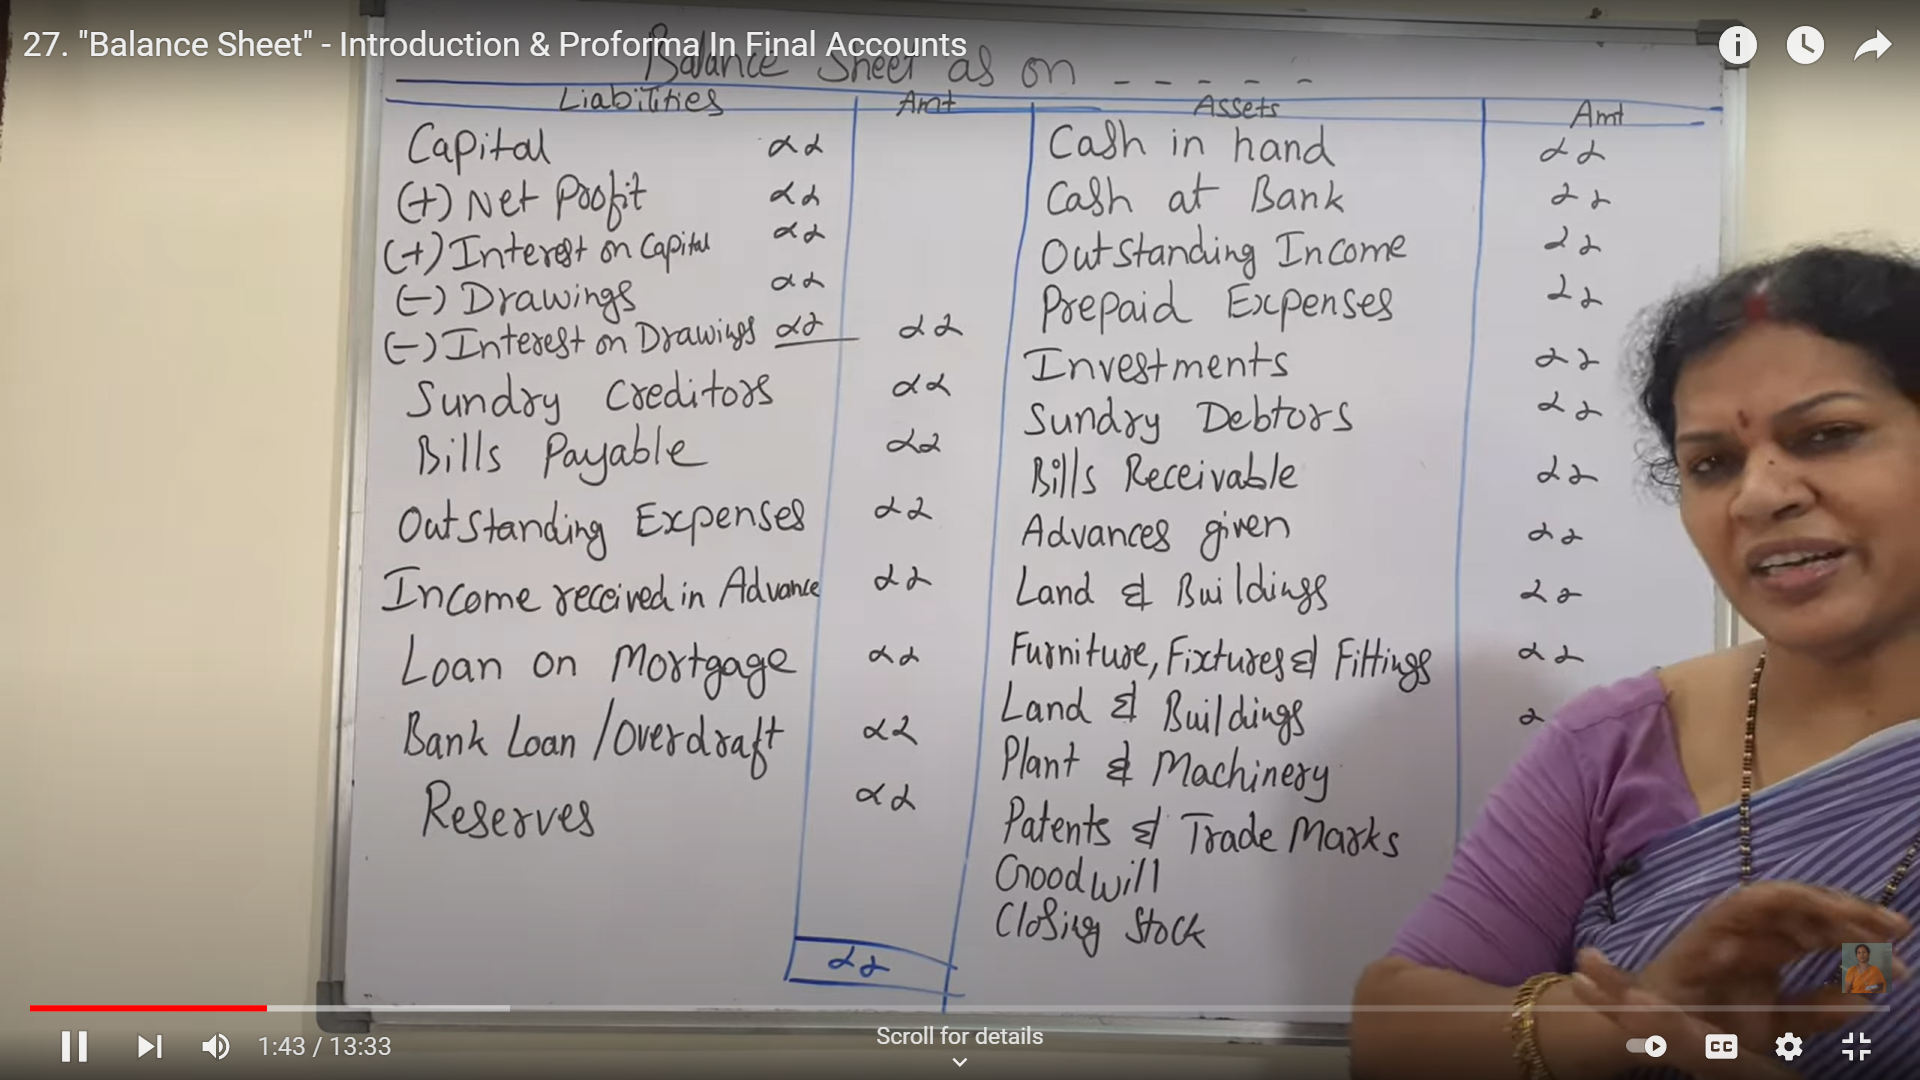 27. "Balance Sheet" - Introduction & Proforma In Final Accounts
Balance Sheet as on - - - - -
Liabilities Amt Assets Amt
Capital xx Cash in hand xx
(+) Net Profit xx Cash at Bank xx
(+) Interest on Capital xx Outstanding Income xx
(-) Drawings xx Prepaid Expenses xx
(-) Interest on Drawings xx xx Investments xx
Sundry Creditors xx Sundry Debtors xx
Bills Payable xx Bills Receivable xx
Outstanding Expenses xx Advances given xx
Income received in Advance xx Land & Buildings xx
Loan on Mortgage xx Furniture, Fixtures & Fittings xx
Bank Loan / Overdraft xx Land & Buildings x
Reserves xx Plant & Machinery
Patents & Trade Marks
Goodwill
Closing Stock
xx
1:43 / 13:33
Scroll for details
CC